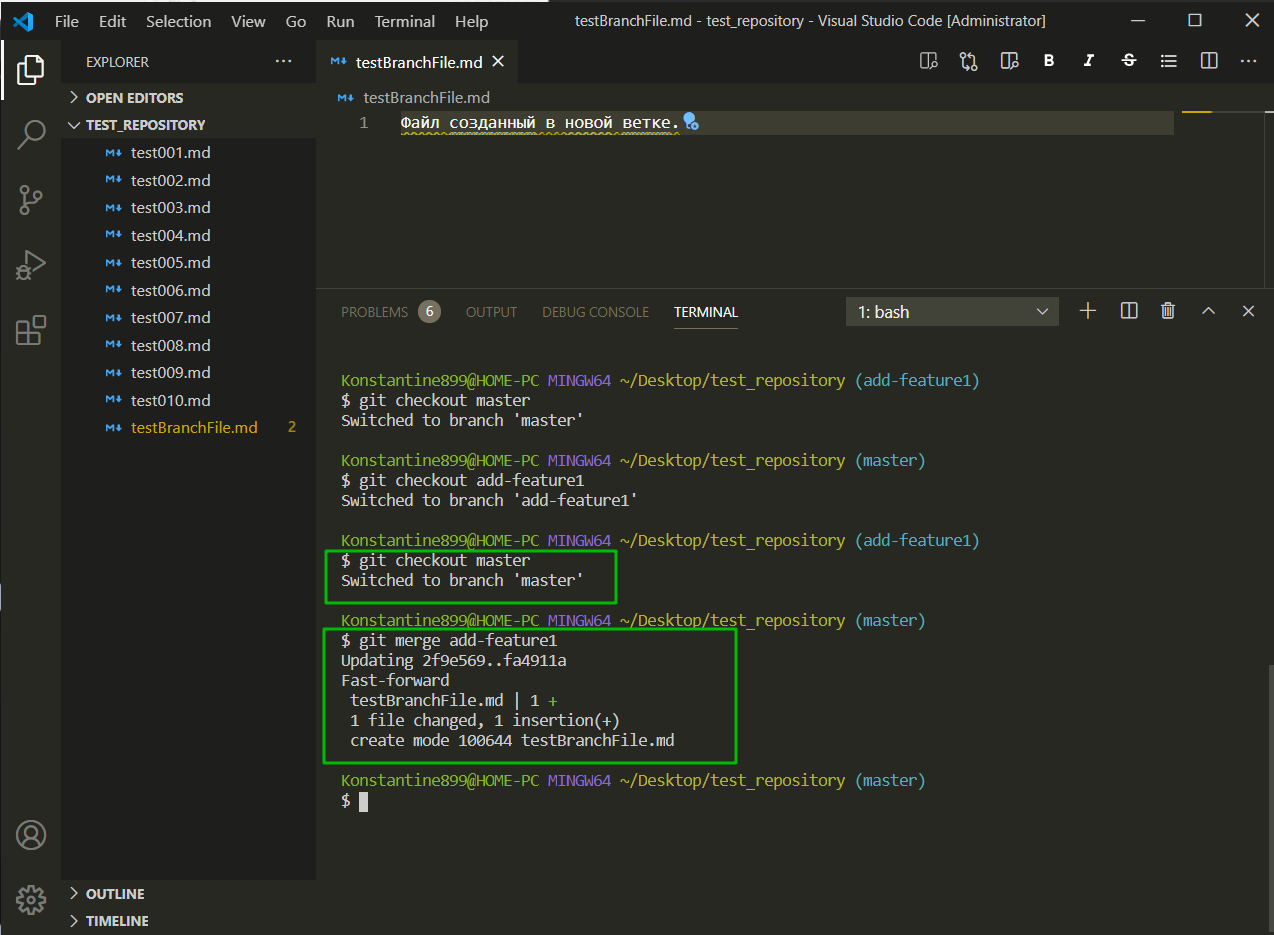 File Edit Selection View Go Run Terminal Help testBranchFile.md - test_repository - Visual Studio Code [Administrator]
EXPLORER
OPEN EDITORS
TEST_REPOSITORY
test001.md
test002.md
test003.md
test004.md
test005.md
test006.md
test007.md
test008.md
test009.md
test010.md
testBranchFile.md 2
OUTLINE
TIMELINE
testBranchFile.md
B I S
testBranchFile.md
1 Файл созданный в новой ветке.
PROBLEMS 6 OUTPUT DEBUG CONSOLE TERMINAL 1: bash
Konstantine899@HOME-PC MINGW64 ~/Desktop/test_repository (add-feature1)
$ git checkout master
Switched to branch 'master'
Konstantine899@HOME-PC MINGW64 ~/Desktop/test_repository (master)
$ git checkout add-feature1
Switched to branch 'add-feature1'
Konstantine899@HOME-PC MINGW64 ~/Desktop/test_repository (add-feature1)
$ git checkout master
Switched to branch 'master'
Konstantine899@HOME-PC MINGW64 ~/Desktop/test_repository (master)
$ git merge add-feature1
Updating 2f9e569..fa4911a
Fast-forward
testBranchFile.md | 1 +
1 file changed, 1 insertion(+)
create mode 100644 testBranchFile.md
Konstantine899@HOME-PC MINGW64 ~/Desktop/test_repository (master)
$